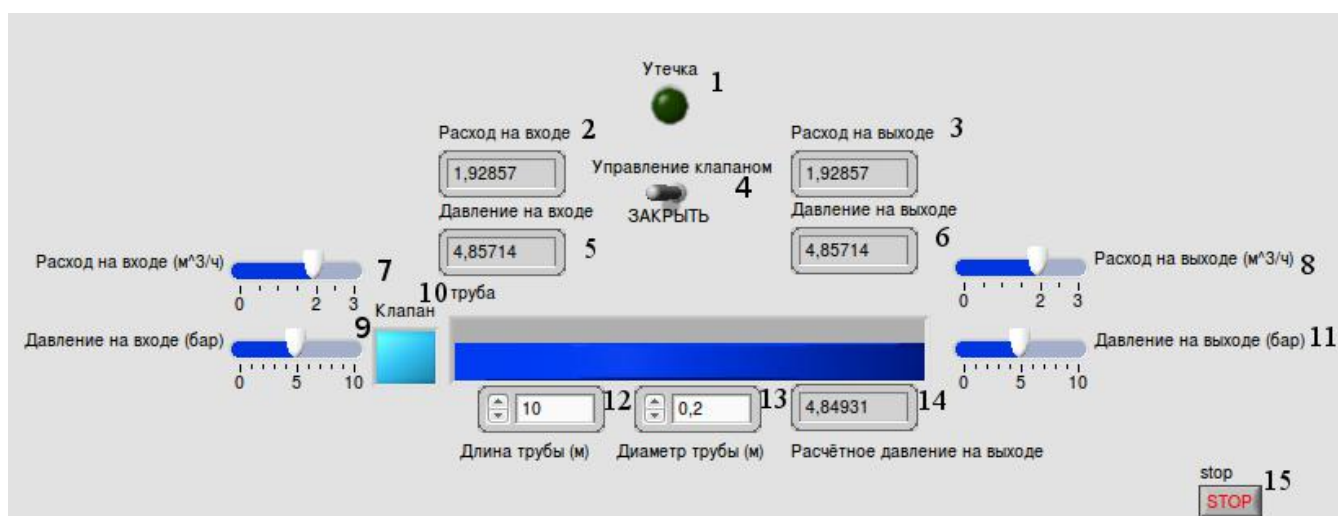 Утечка 1
Расход на входе 2
Расход на выходе 3
1,92857
Управление клапаном 4
1,92857
ЗАКРЫТЬ
Давление на входе
Давление на выходе
4,85714 5
4,85714 6
Расход на входе (м^3/ч) 7
0 2 3
Расход на выходе (м^3/ч) 8
0 2 3
10 труба
Клапан
Давление на входе (бар) 9
0 5 10
Давление на выходе (бар) 11
0 5 10
10 12
0,2 13
4,84931 14
Длина трубы (м)
Диаметр трубы (м)
Расчётное давление на выходе
stop 15
STOP